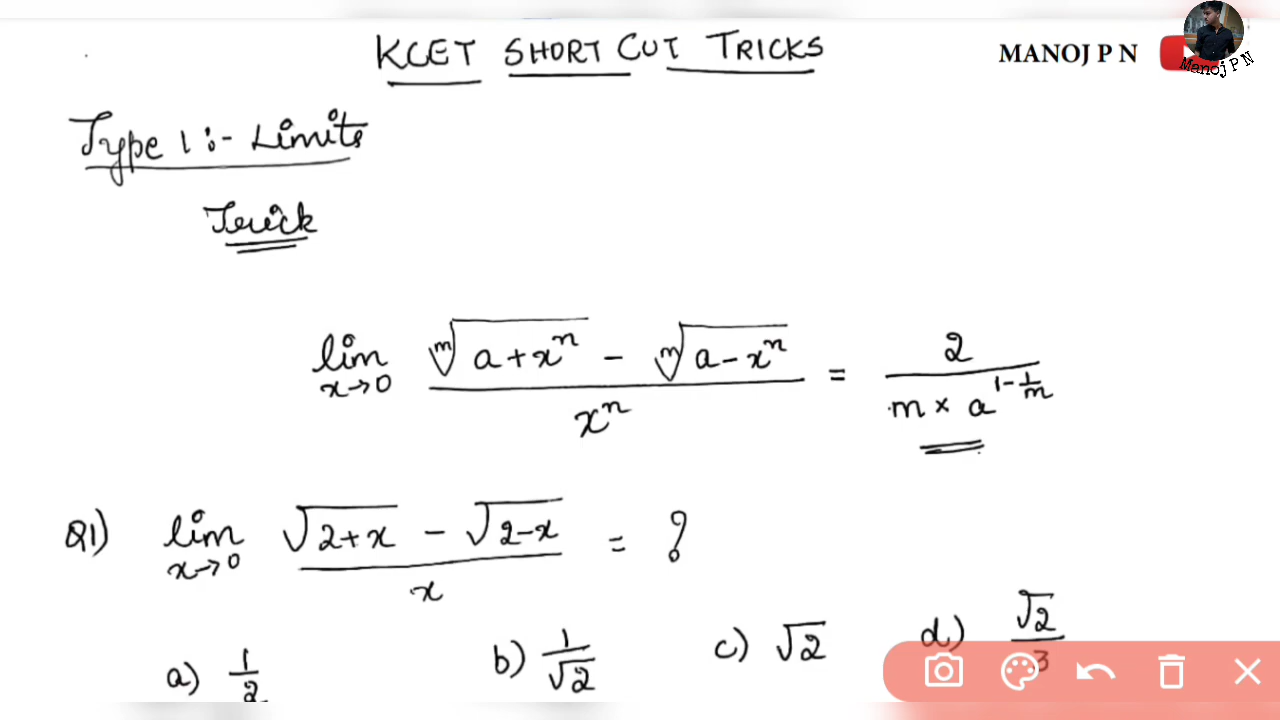 KCET SHORT CUT TRICKS
MANOJ P N
Manoj P N
Type 1 :- Limits
Trick
lim x→0 (ᵐ√(a+xⁿ) - ᵐ√(a-xⁿ)) / xⁿ = 2 / (m × a^(1-1/m))
Q1) lim x→0 (√(2+x) - √(2-x)) / x = ?
a) 1/2 b) 1/√2 c) √2 d) √2/3